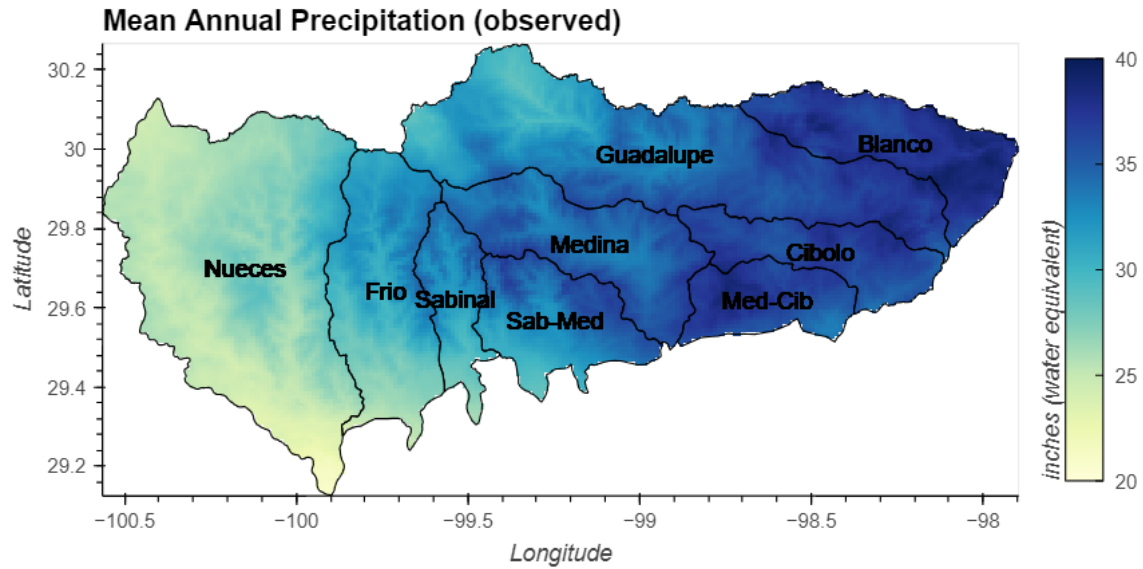 Mean Annual Precipitation (observed)
30.2
30
29.8
29.6
29.4
29.2
Latitude
Guadalupe
Blanco
Medina
Cibolo
Nueces
Frio
Sabinal
Med-Cib
Sab-Med
−100.5
−100
−99.5
−99
−98.5
−98
Longitude
40
35
30
25
20
inches (water equivalent)